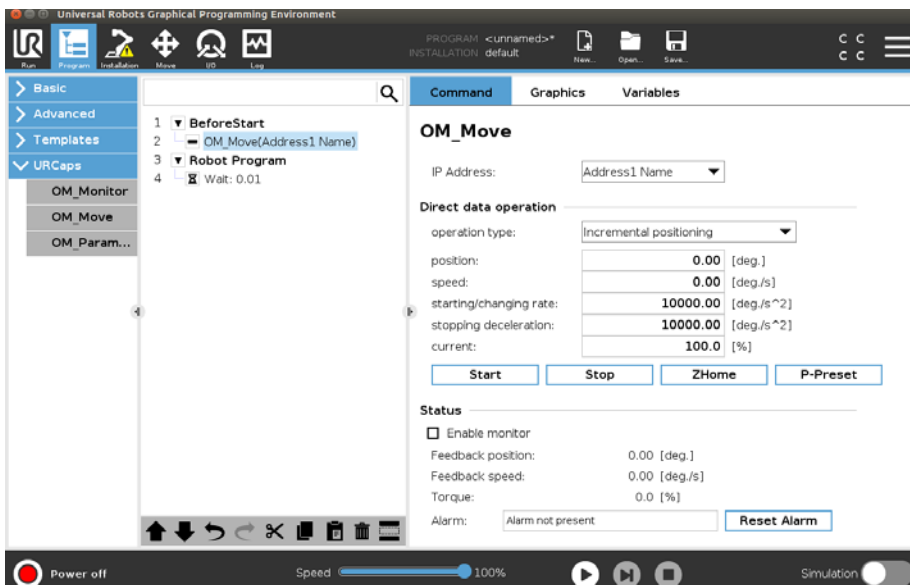 Universal Robots Graphical Programming Environment
UR
PROGRAM <unnamed>*
INSTALLATION default
Run Program Installation Move I/O Log New... Open... Save...
C C
C C
Basic
Advanced
Templates
URCaps
OM_Monitor
OM_Move
OM_Param...
1 BeforeStart
2 OM_Move(Address1 Name)
3 Robot Program
4 Wait: 0.01
Command Graphics Variables
OM_Move
IP Address: Address1 Name
Direct data operation
operation type: Incremental positioning
position: 0.00 [deg.]
speed: 0.00 [deg./s]
starting/changing rate: 10000.00 [deg./s^2]
stopping deceleration: 10000.00 [deg./s^2]
current: 100.0 [%]
Start Stop ZHome P-Preset
Status
Enable monitor
Feedback position: 0.00 [deg.]
Feedback speed: 0.00 [deg./s]
Torque: 0.0 [%]
Alarm: Alarm not present Reset Alarm
Power off Speed 100% Simulation